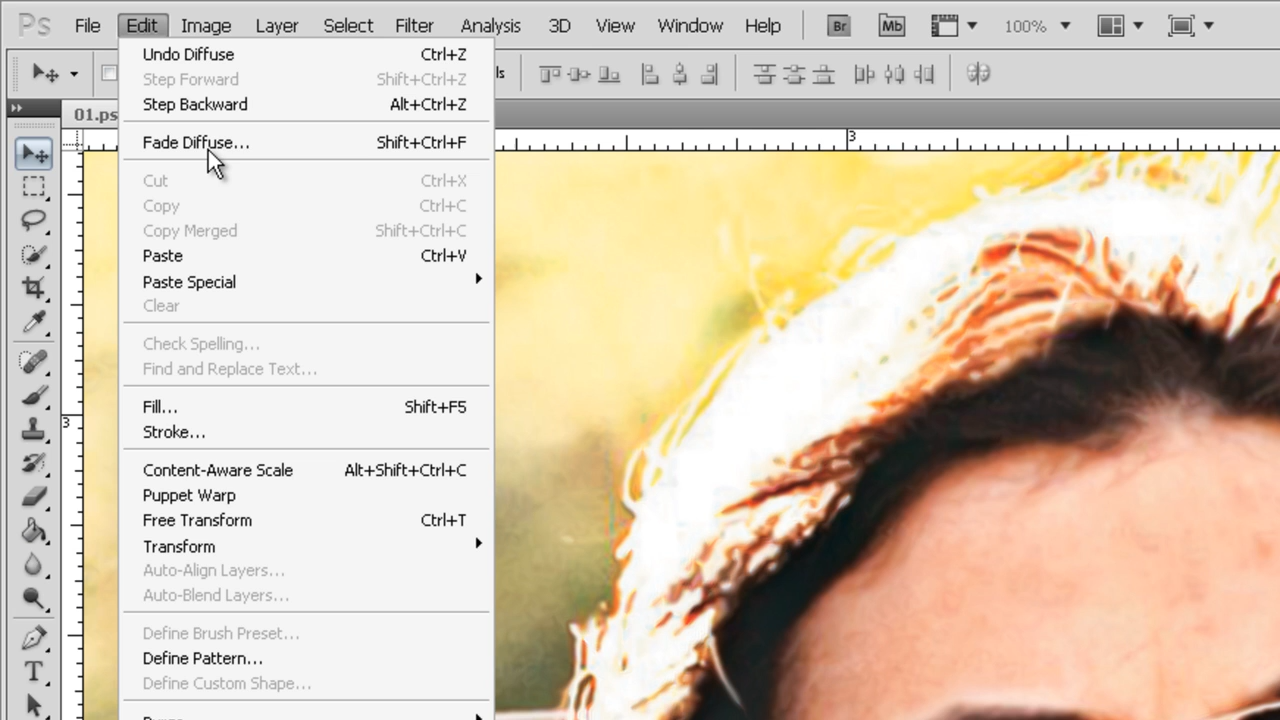 Ps File Edit Image Layer Select Filter Analysis 3D View Window Help Br Mb 100%
Undo Diffuse Ctrl+Z
Step Forward Shift+Ctrl+Z
Step Backward Alt+Ctrl+Z
01.ps
Fade Diffuse... Shift+Ctrl+F
3
Cut Ctrl+X
Copy Ctrl+C
Copy Merged Shift+Ctrl+C
Paste Ctrl+V
Paste Special
Clear
Check Spelling...
Find and Replace Text...
Fill... Shift+F5
3
Stroke...
Content-Aware Scale Alt+Shift+Ctrl+C
Puppet Warp
Free Transform Ctrl+T
Transform
Auto-Align Layers...
Auto-Blend Layers...
Define Brush Preset...
Define Pattern...
T
Define Custom Shape...